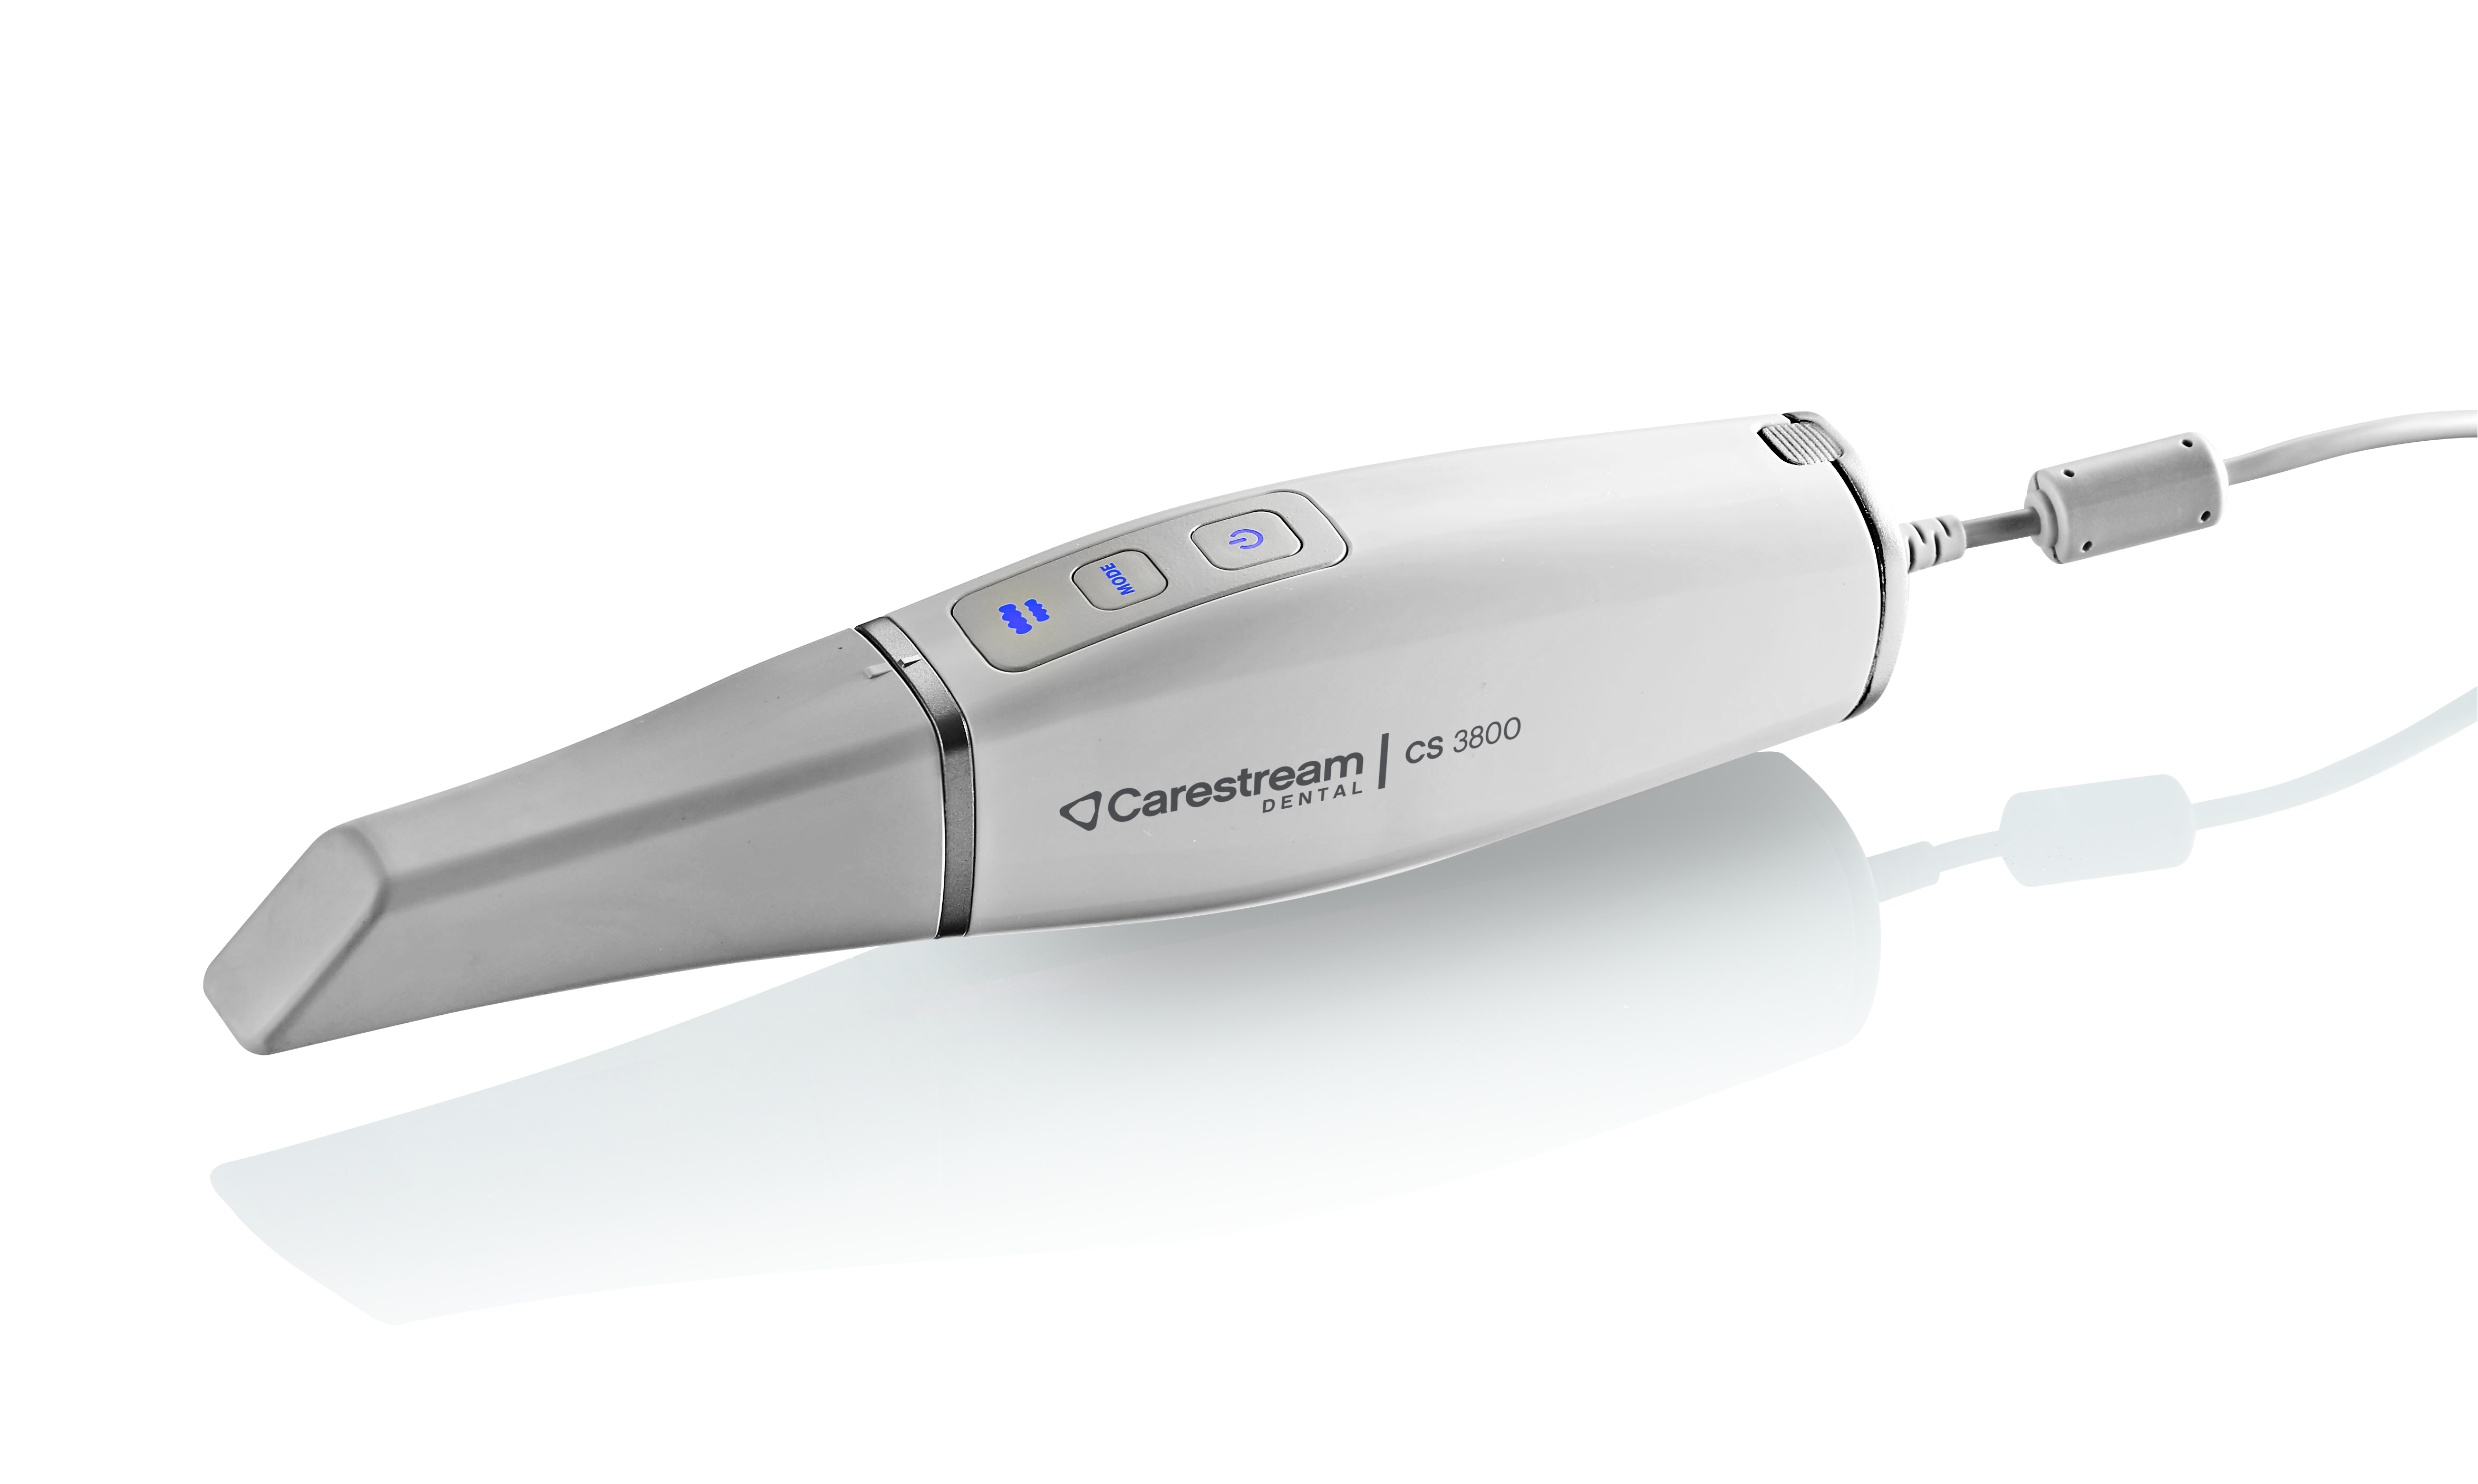 MODE
Carestream | CS 3800
DENTAL